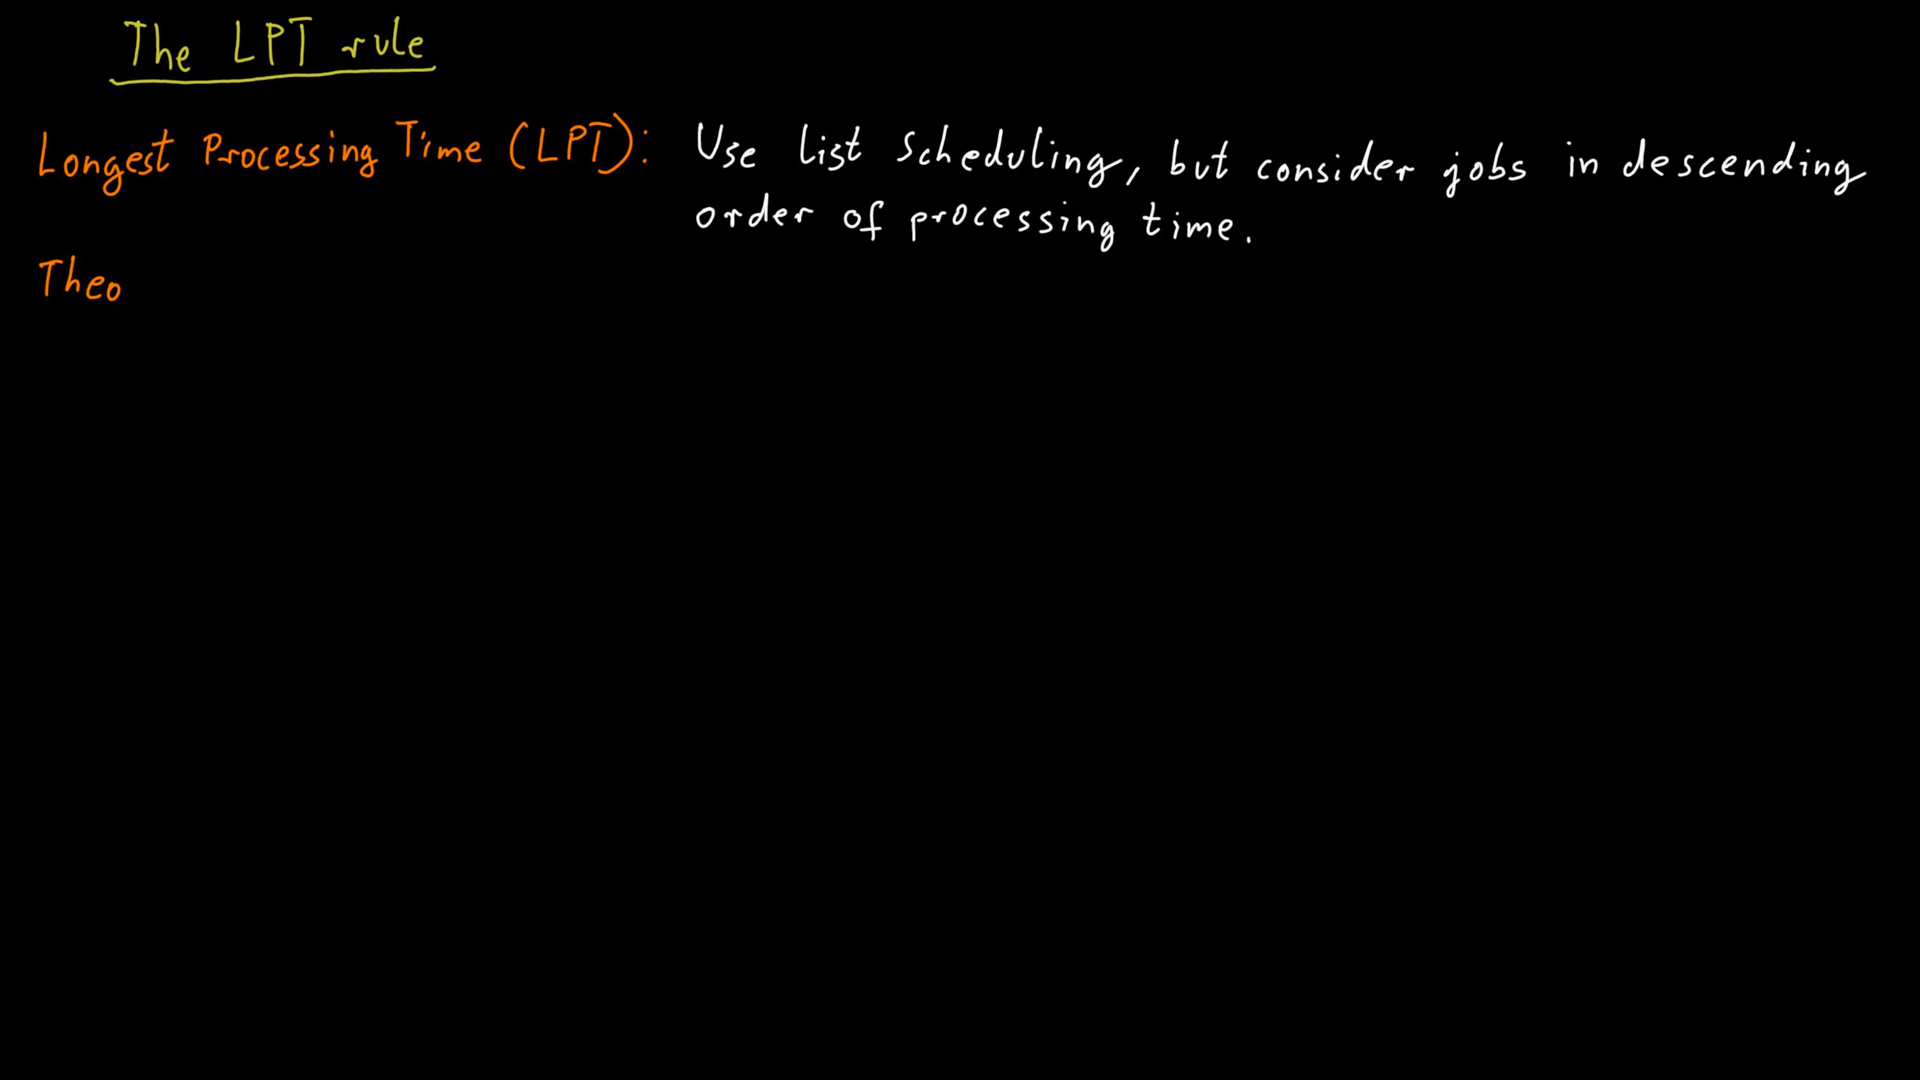 The LPT rule
Longest Processing Time (LPT): Use List Scheduling, but consider jobs in descending
order of processing time.
Theo